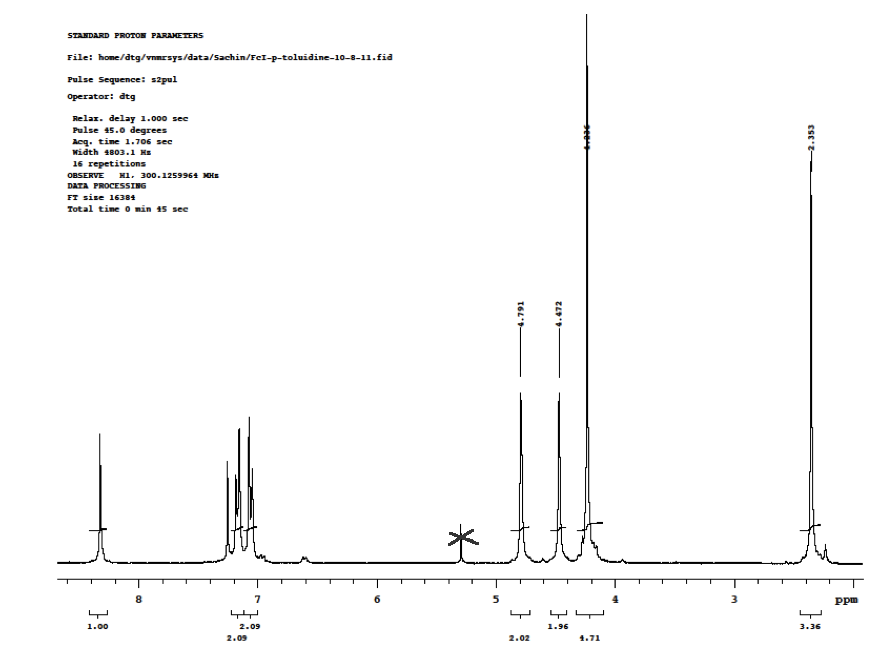 STANDARD PROTON PARAMETERS
File: home/dtg/vnmrsys/data/Sachin/FcI-p-toluidine-10-8-11.fid
Pulse Sequence: s2pul
Operator: dtg
Relax. delay 1.000 sec
Pulse 45.0 degrees
Acq. time 1.706 sec
Width 4803.1 Hz
16 repetitions
OBSERVE H1, 300.1259964 MHz
DATA PROCESSING
FT size 16384
Total time 0 min 45 sec
4.791
4.472
2.353
8 7 6 5 4 3 ppm
1.00 2.09 1.96 3.36
2.09 2.02 4.71